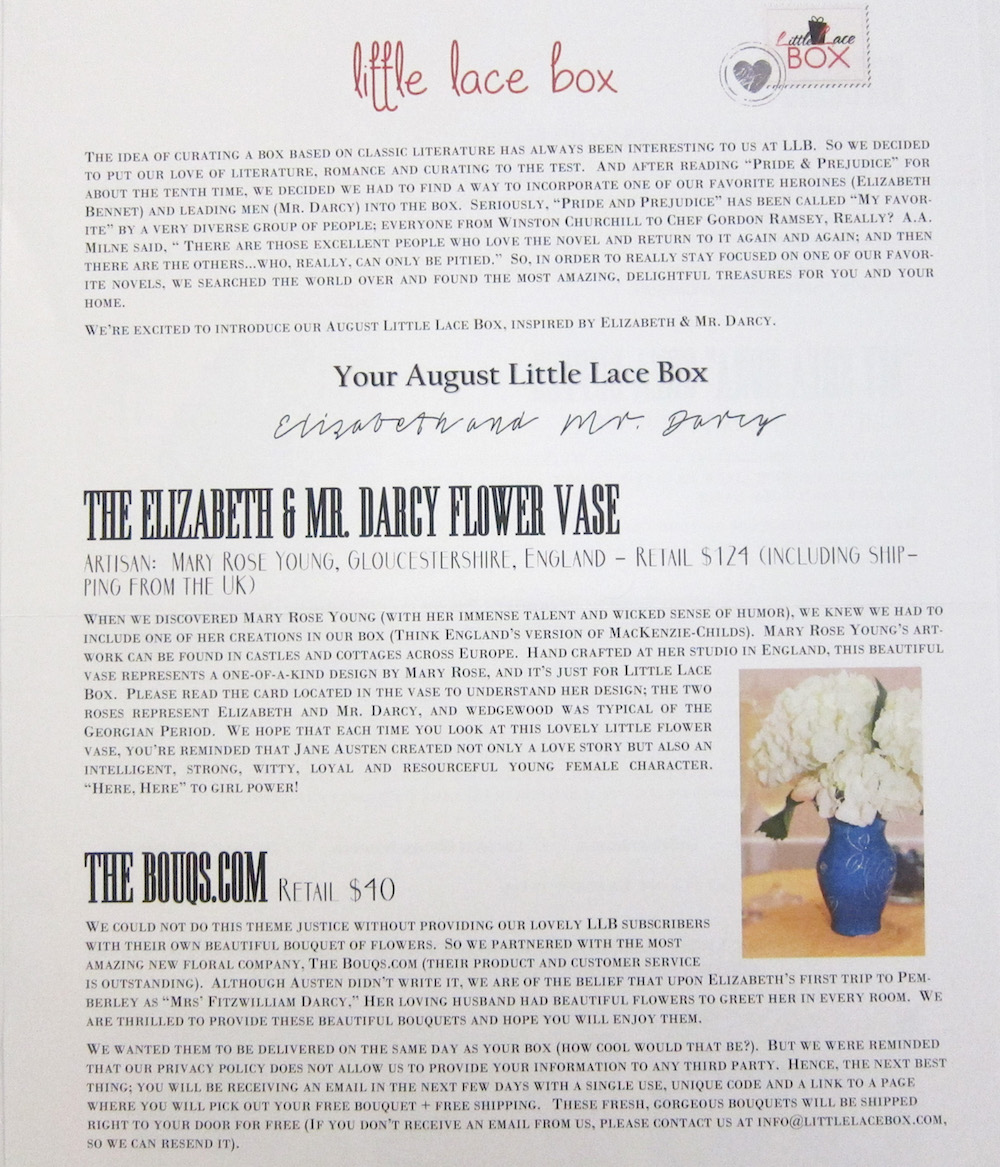 little lace box
Little Lace
BOX
The idea of curating a box based on classic literature has always been interesting to us at LLB. So we decided
to put our love of literature, romance and curating to the test. And after reading “Pride & Prejudice” for
about the tenth time, we decided we had to find a way to incorporate one of our favorite heroines (Elizabeth
Bennet) and leading men (Mr. Darcy) into the box. Seriously, “Pride and Prejudice” has been called “My favor-
ite” by a very diverse group of people; everyone from Winston Churchill to Chef Gordon Ramsey, Really? A.A.
Milne said, “ There are those excellent people who love the novel and return to it again and again; and then
there are the others...who, really, can only be pitied.” So, in order to really stay focused on one of our favor-
ite novels, we searched the world over and found the most amazing, delightful treasures for you and your
home.
We’re excited to introduce our August Little Lace Box, inspired by Elizabeth & Mr. Darcy.
Your August Little Lace Box
Elizabeth and Mr. Darcy
THE ELIZABETH & MR. DARCY FLOWER VASE
Artisan: Mary Rose Young, Gloucestershire, England – Retail $124 (including ship-
ping from the UK)
When we discovered Mary Rose Young (with her immense talent and wicked sense of humor), we knew we had to
include one of her creations in our box (Think England’s version of MacKenzie-Childs). Mary Rose Young’s art-
work can be found in castles and cottages across Europe. Hand crafted at her studio in England, this beautiful
vase represents a one-of-a-kind design by Mary Rose, and it’s just for Little Lace
Box. Please read the card located in the vase to understand her design; the two
roses represent Elizabeth and Mr. Darcy, and Wedgewood was typical of the
Georgian Period. We hope that each time you look at this lovely little flower
vase, you’re reminded that Jane Austen created not only a love story but also an
intelligent, strong, witty, loyal and resourceful young female character.
“Here, Here” to girl power!
THE BOUQS.COM Retail $40
We could not do this theme justice without providing our lovely LLB subscribers
with their own beautiful bouquet of flowers. So we partnered with the most
amazing new floral company, The Bouqs.com (their product and customer service
is outstanding). Although Austen didn’t write it, we are of the belief that upon Elizabeth’s first trip to Pem-
berley as “Mrs’ Fitzwilliam Darcy,” Her loving husband had beautiful flowers to greet her in every room. We
are thrilled to provide these beautiful bouquets and hope you will enjoy them.
We wanted them to be delivered on the same day as your box (how cool would that be?). But we were reminded
that our privacy policy does not allow us to provide your information to any third party. Hence, the next best
thing; you will be receiving an email in the next few days with a single use, unique code and a link to a page
where you will pick out your free bouquet + free shipping. These fresh, gorgeous bouquets will be shipped
right to your door for free (If you don’t receive an email from us, please contact us at info@littlelacebox.com,
so we can resend it).